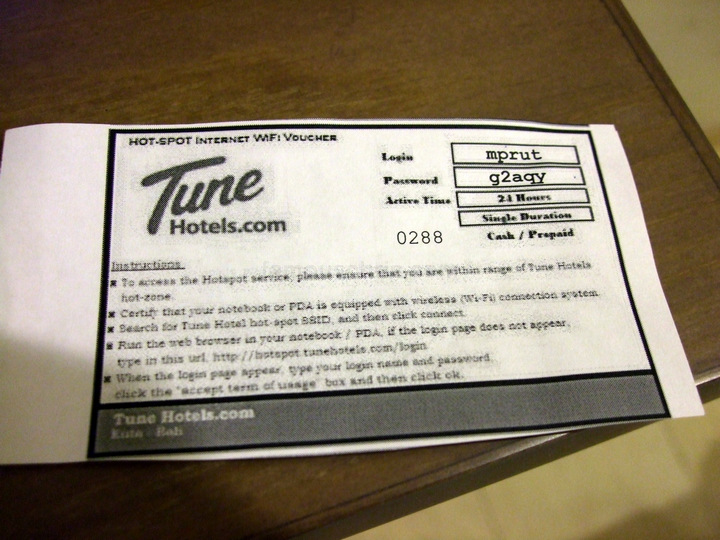 HOT-SPOT INTERNET WIFI VOUCHER
Tune
Hotels.com
Login mprut
Password g2aqy
Active Time 24 Hours
Single Duration
0288 Cash / Prepaid
Instructions
To access the Hotspot service, please ensure that you are within range of Tune Hotels
hot-zone.
Certify that your notebook or PDA is equipped with wireless (Wi-Fi) connection system.
Search for Tune Hotel hot-spot SSID, and then click connect.
Run the web browser in your notebook / PDA, if the login page does not appear,
type in this url, http://hotspot.tunehotels.com/login
When the login page appear, type your login name and password,
click the "accept term of usage" box and then click ok.
Tune Hotels.com
Kuta - Bali